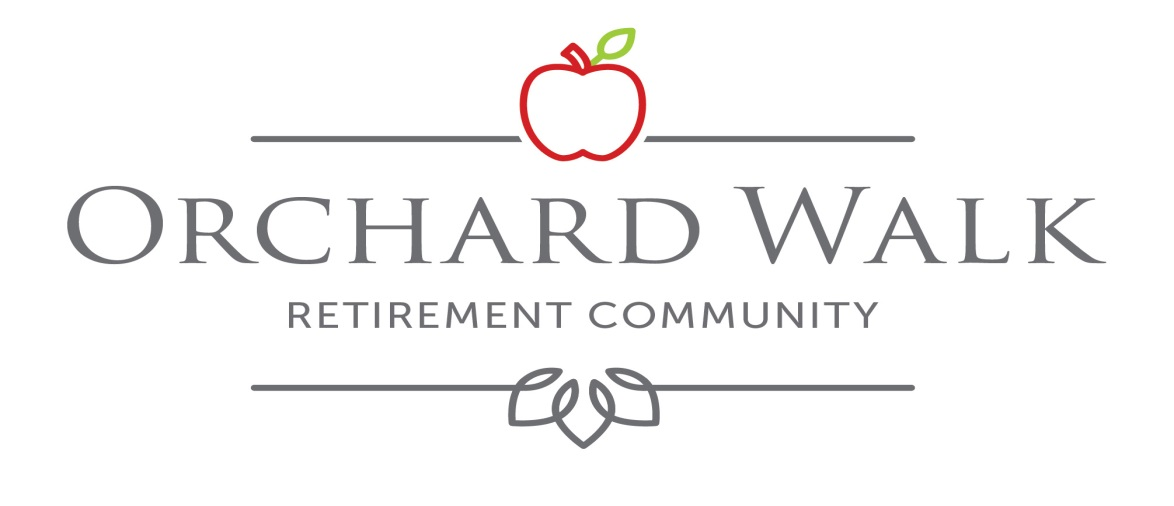 ORCHARD WALK
RETIREMENT COMMUNITY